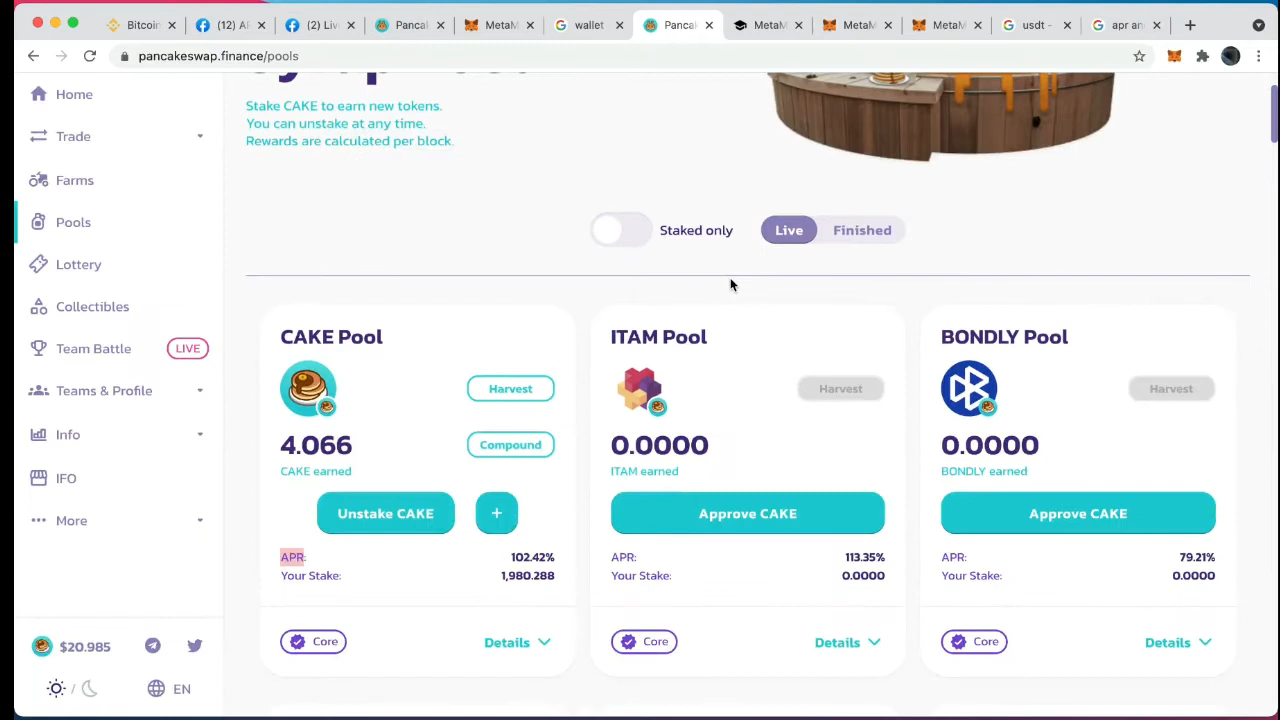 Bitcoin
(12) A
(2) Liv
Pancak
MetaM
wallet
Pancak
MetaM
MetaM
MetaM
usdt -
apr an
pancakeswap.finance/pools
Home
Trade
Farms
Pools
Lottery
Collectibles
Team Battle
LIVE
Teams & Profile
Info
IFO
More
$20.985
EN
Stake CAKE to earn new tokens.
You can unstake at any time.
Rewards are calculated per block.
Staked only
Live
Finished
CAKE Pool
Harvest
4.066
Compound
CAKE earned
Unstake CAKE
+
APR:
102.42%
Your Stake:
1,980.288
Core
Details
ITAM Pool
Harvest
0.0000
ITAM earned
Approve CAKE
APR:
113.35%
Your Stake:
0.0000
Core
Details
BONDLY Pool
Harvest
0.0000
BONDLY earned
Approve CAKE
APR:
79.21%
Your Stake:
0.0000
Core
Details